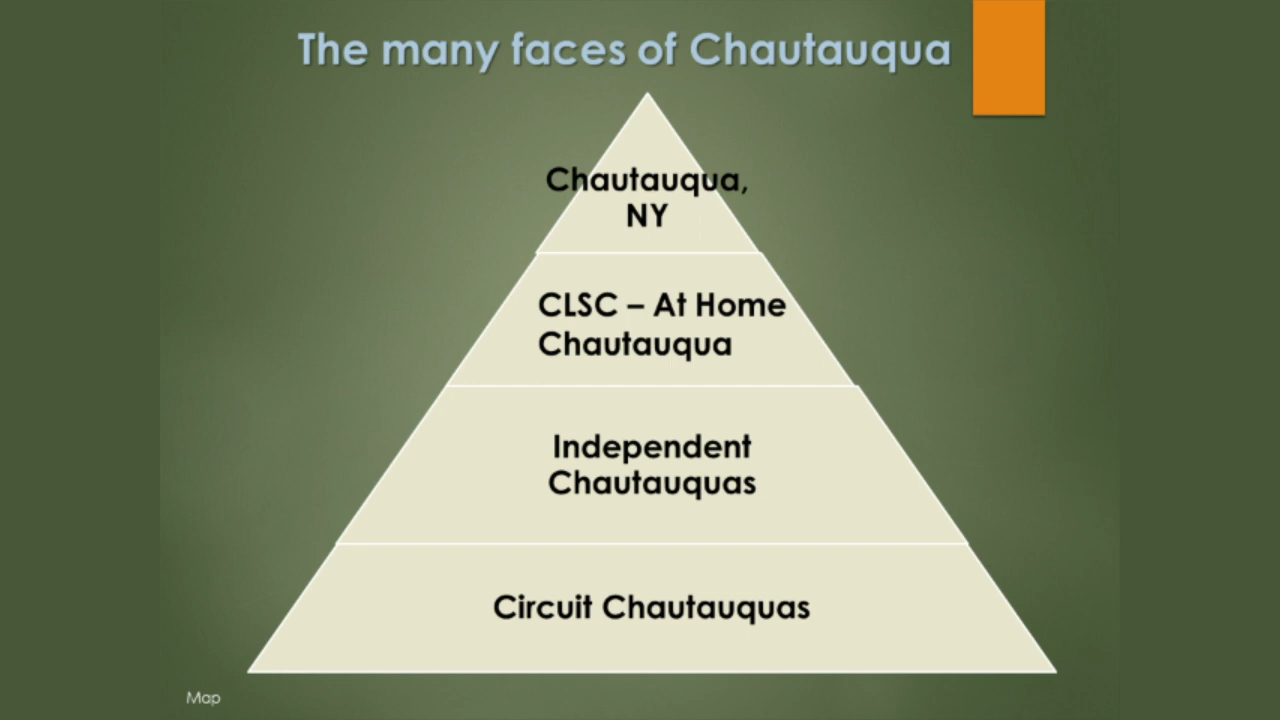 The many faces of Chautauqua
Chautauqua,
NY
CLSC – At Home
Chautauqua
Independent
Chautauquas
Circuit Chautauquas
Map